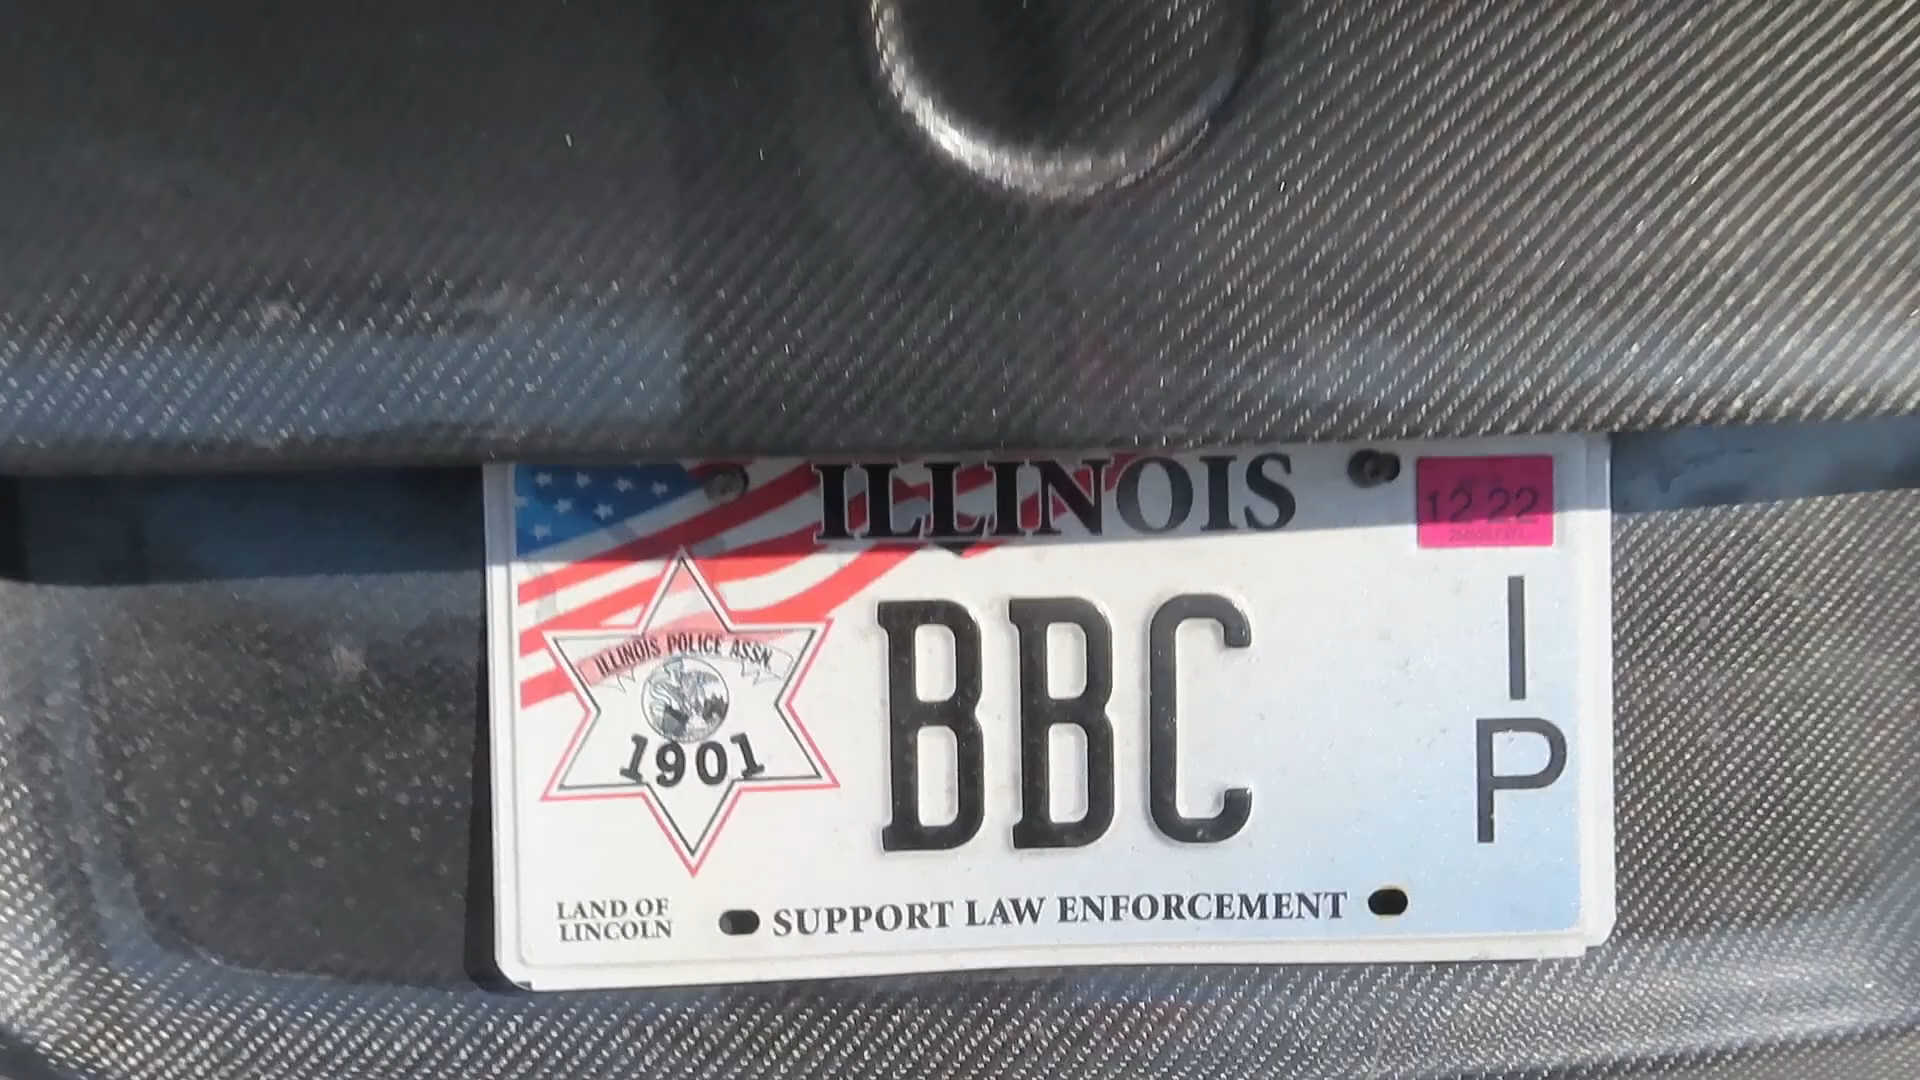 ILLINOIS
12 22
ILLINOIS POLICE ASSN.
1901
BBC
I
P
LAND OF
LINCOLN
SUPPORT LAW ENFORCEMENT